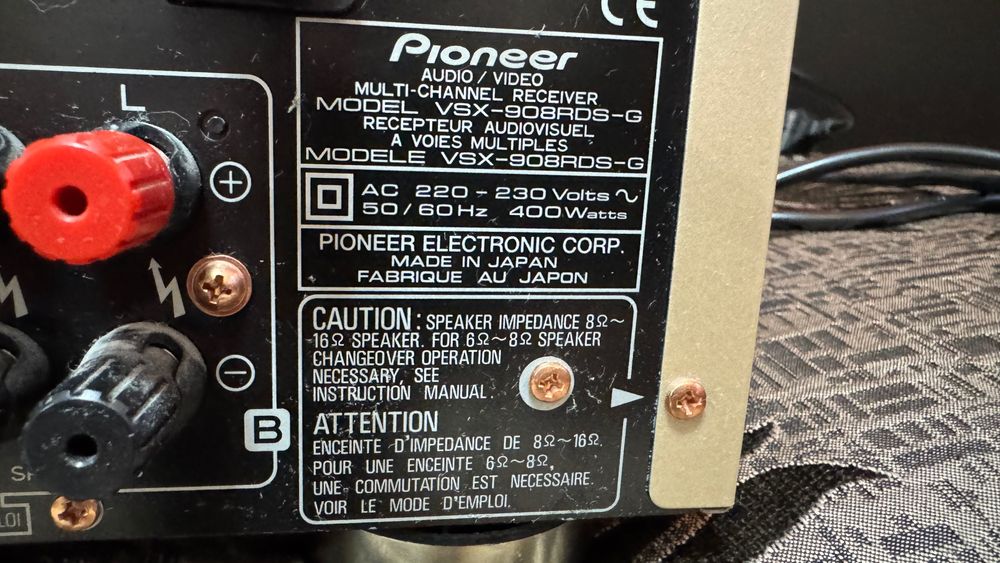 CE
Pioneer
AUDIO / VIDEO
MULTI-CHANNEL RECEIVER
MODEL VSX-908RDS-G
RECEPTEUR AUDIOVISUEL
A VOIES MULTIPLES
MODELE VSX-908RDS-G
AC 220 - 230 Volts ~
50 / 60 Hz 400 Watts
PIONEER ELECTRONIC CORP.
MADE IN JAPAN
FABRIQUE AU JAPON
CAUTION : SPEAKER IMPEDANCE 8Ω~
16Ω SPEAKER. FOR 6Ω~8Ω SPEAKER
CHANGEOVER OPERATION
NECESSARY, SEE
INSTRUCTION MANUAL.
ATTENTION
ENCEINTE D'IMPEDANCE DE 8Ω~16Ω.
POUR UNE ENCEINTE 6Ω~8Ω,
UNE COMMUTATION EST NECESSAIRE.
VOIR LE MODE D'EMPLOI.
L
+
−
B